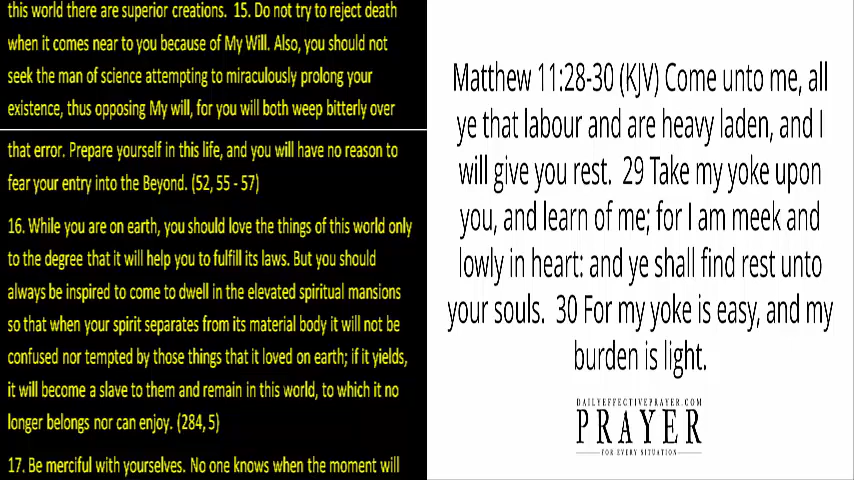 this world there are superior creations. 15. Do not try to reject death
when it comes near to you because of My Will. Also, you should not
seek the man of science attempting to miraculously prolong your
existence, thus opposing My will, for you will both weep bitterly over
that error. Prepare yourself in this life, and you will have no reason to
fear your entry into the Beyond. (52, 55 - 57)
16. While you are on earth, you should love the things of this world only
to the degree that it will help you to fulfill its laws. But you should
always be inspired to come to dwell in the elevated spiritual mansions
so that when your spirit separates from its material body it will not be
confused nor tempted by those things that it loved on earth; if it yields,
it will become a slave to them and remain in this world, to which it no
longer belongs nor can enjoy. (284, 5)
17. Be merciful with yourselves. No one knows when the moment will
Matthew 11:28-30 (KJV) Come unto me, all
ye that labour and are heavy laden, and I
will give you rest. 29 Take my yoke upon
you, and learn of me; for I am meek and
lowly in heart: and ye shall find rest unto
your souls. 30 For my yoke is easy, and my
burden is light.
DAILYEFFECTIVEPRAYER.COM
PRAYER
FOR EVERY SITUATION